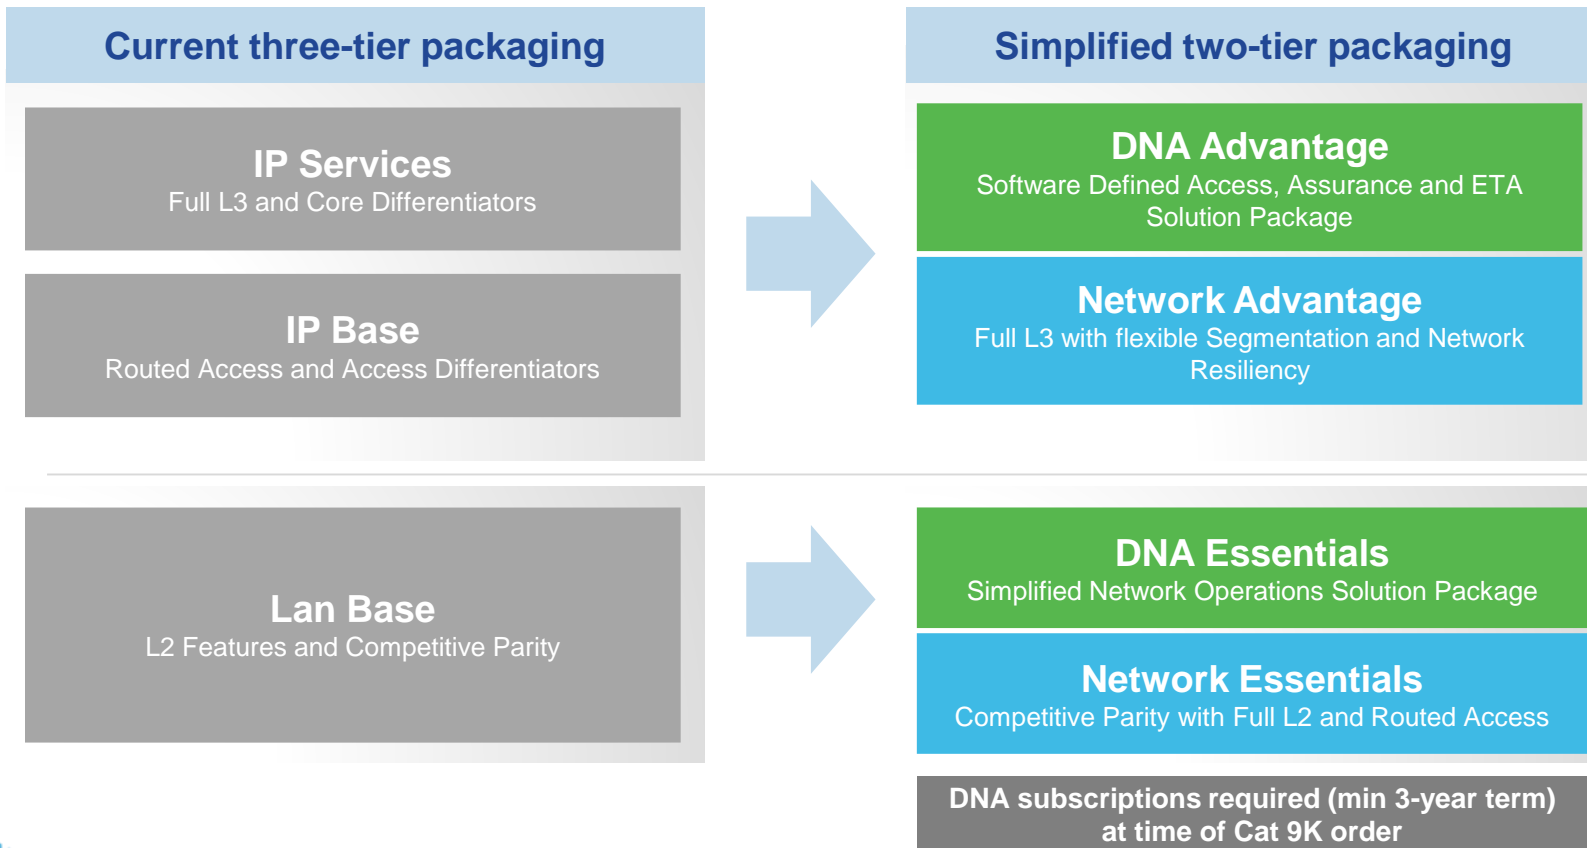 Current three-tier packaging
IP Services
Full L3 and Core Differentiators
IP Base
Routed Access and Access Differentiators
Lan Base
L2 Features and Competitive Parity
Simplified two-tier packaging
DNA Advantage
Software Defined Access, Assurance and ETA
Solution Package
Network Advantage
Full L3 with flexible Segmentation and Network
Resiliency
DNA Essentials
Simplified Network Operations Solution Package
Network Essentials
Competitive Parity with Full L2 and Routed Access
DNA subscriptions required (min 3-year term)
at time of Cat 9K order